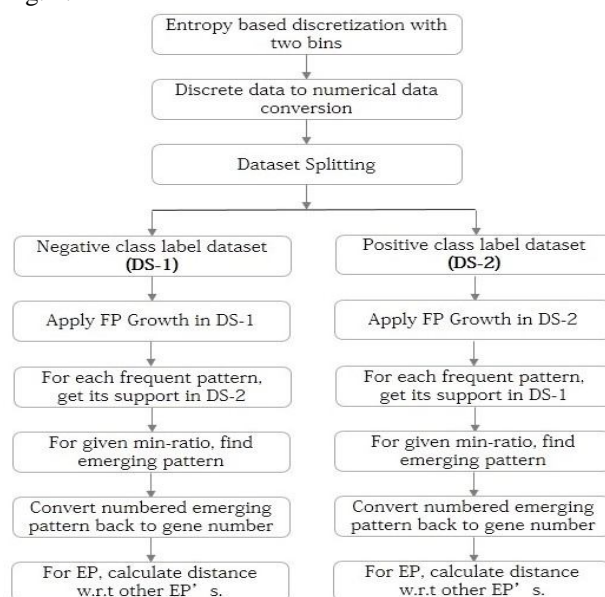 Entropy based discretization with
two bins
Discrete data to numerical data
conversion
Dataset Splitting
Negative class label dataset
(DS-1)
Apply FP Growth in DS-1
For each frequent pattern,
get its support in DS-2
For given min-ratio, find
emerging pattern
Convert numbered emerging
pattern back to gene number
For EP, calculate distance
w.r.t other EP' s.
Positive class label dataset
(DS-2)
Apply FP Growth in DS-2
For each frequent pattern,
get its support in DS-1
For given min-ratio, find
emerging pattern
Convert numbered emerging
pattern back to gene number
For EP, calculate distance
w.r.t other EP' s.